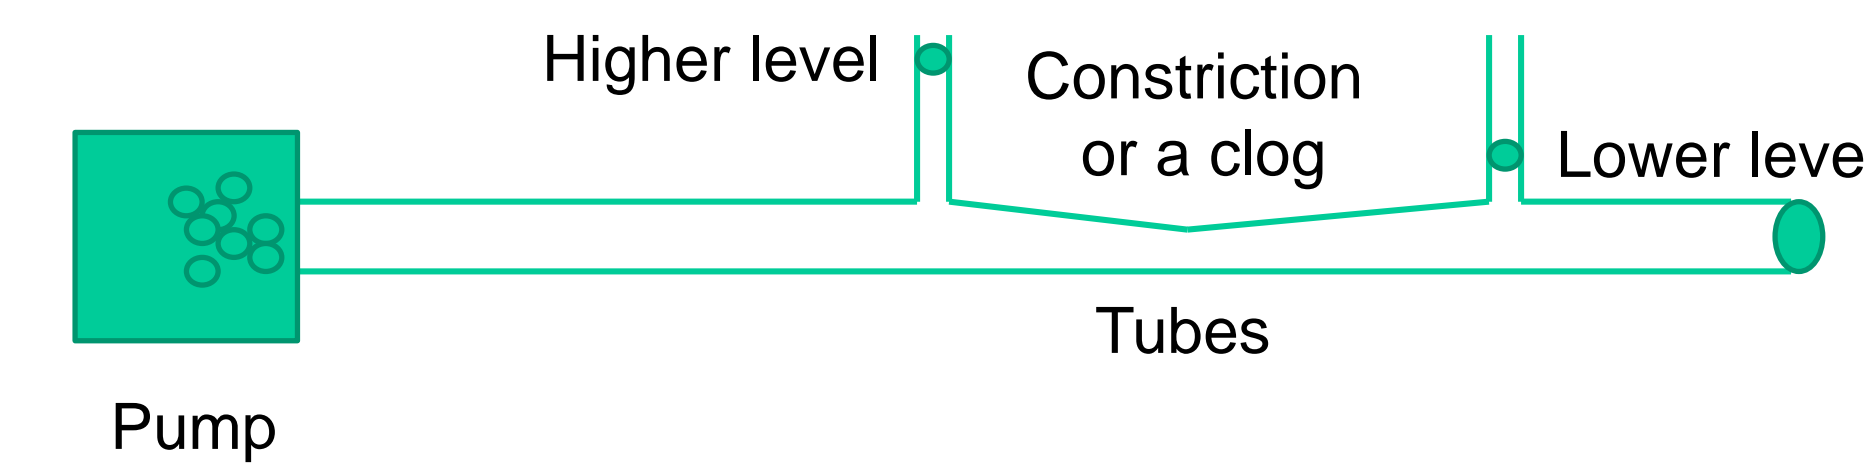 Higher level
Constriction
or a clog
Lower leve
Tubes
Pump